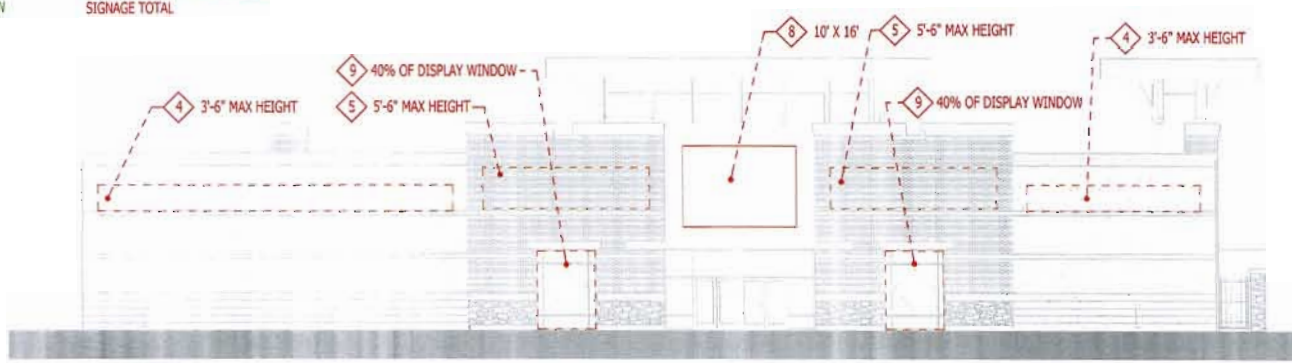 SIGNAGE TOTAL
8 10' X 16'
5 5'-6" MAX HEIGHT
4 3'-6" MAX HEIGHT
9 40% OF DISPLAY WINDOW
4 3'-6" MAX HEIGHT
5 5'-6" MAX HEIGHT
9 40% OF DISPLAY WINDOW